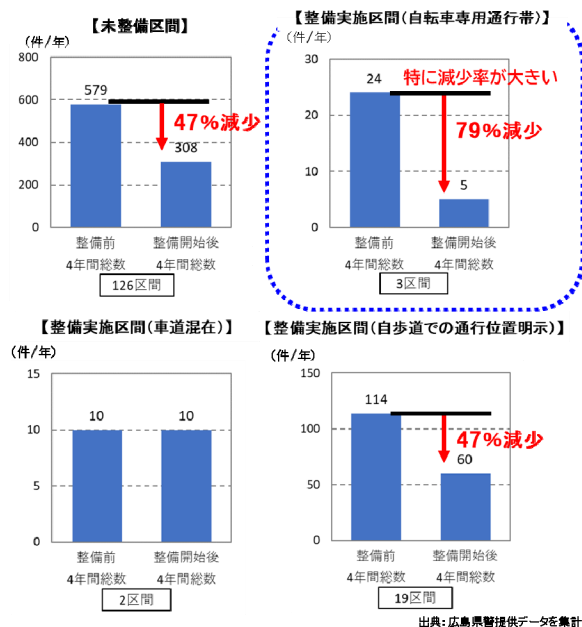 【未整備区間】
(件/年)
800
600
400
200
0
579
308
47%減少
整備前
4年間総数
整備開始後
4年間総数
126区間
【整備実施区間(自転車専用通行帯)】
(件/年)
30
20
10
0
24
5
特に減少率が大きい
79%減少
整備前
4年間総数
整備開始後
4年間総数
3区間
【整備実施区間(車道混在)】
(件/年)
15
10
5
0
10
10
整備前
4年間総数
整備開始後
4年間総数
2区間
【整備実施区間(自歩道での通行位置明示)】
(件/年)
150
100
50
0
114
60
47%減少
整備前
4年間総数
整備開始後
4年間総数
19区間
出典:広島県警提供データを集計